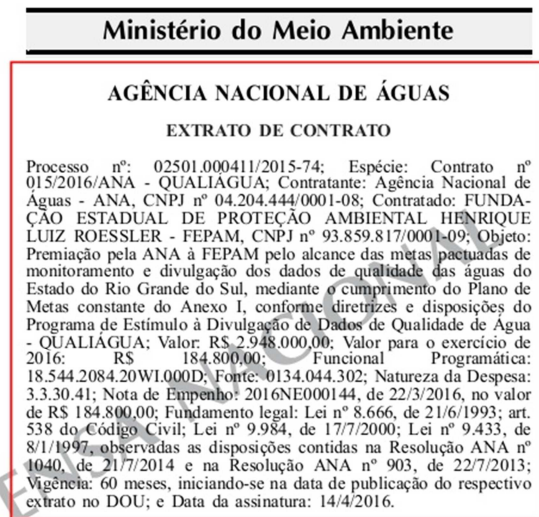 Ministério do Meio Ambiente
AGÊNCIA NACIONAL DE ÁGUAS
EXTRATO DE CONTRATO
Processo nº: 02501.000411/2015-74; Espécie: Contrato nº
015/2016/ANA - QUALIÁGUA; Contratante: Agência Nacional de
Águas - ANA, CNPJ nº 04.204.444/0001-08; Contratado: FUNDA-
ÇÃO ESTADUAL DE PROTEÇÃO AMBIENTAL HENRIQUE
LUIZ ROESSLER - FEPAM, CNPJ nº 93.859.817/0001-09; Objeto:
Premiação pela ANA à FEPAM pelo alcance das metas pactuadas de
monitoramento e divulgação dos dados de qualidade das águas do
Estado do Rio Grande do Sul, mediante o cumprimento do Plano de
Metas constante do Anexo I, conforme diretrizes e disposições do
Programa de Estímulo à Divulgação de Dados de Qualidade de Água
- QUALIÁGUA; Valor: R$ 2.948.000,00; Valor para o exercício de
2016: R$ 184.800,00; Funcional Programática:
18.544.2084.20WI.000D; Fonte: 0134.044.302; Natureza da Despesa:
3.3.30.41; Nota de Empenho: 2016NE000144, de 22/3/2016, no valor
de R$ 184.800,00; Fundamento legal: Lei nº 8.666, de 21/6/1993; art.
538 do Código Civil; Lei nº 9.984, de 17/7/2000; Lei nº 9.433, de
8/1/1997, observadas as disposições contidas na Resolução ANA nº
1040, de 21/7/2014 e na Resolução ANA nº 903, de 22/7/2013;
Vigência: 60 meses, iniciando-se na data de publicação do respectivo
extrato no DOU; e Data da assinatura: 14/4/2016.
ENSA NACIONAL